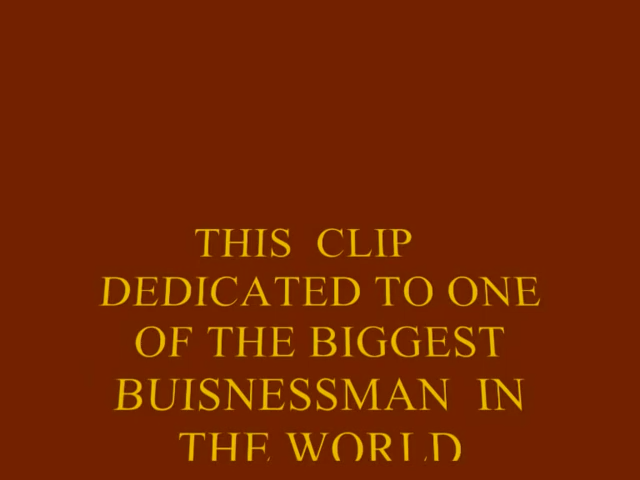 THIS CLIP
DEDICATED TO ONE
OF THE BIGGEST
BUISNESSMAN IN
THE WORLD